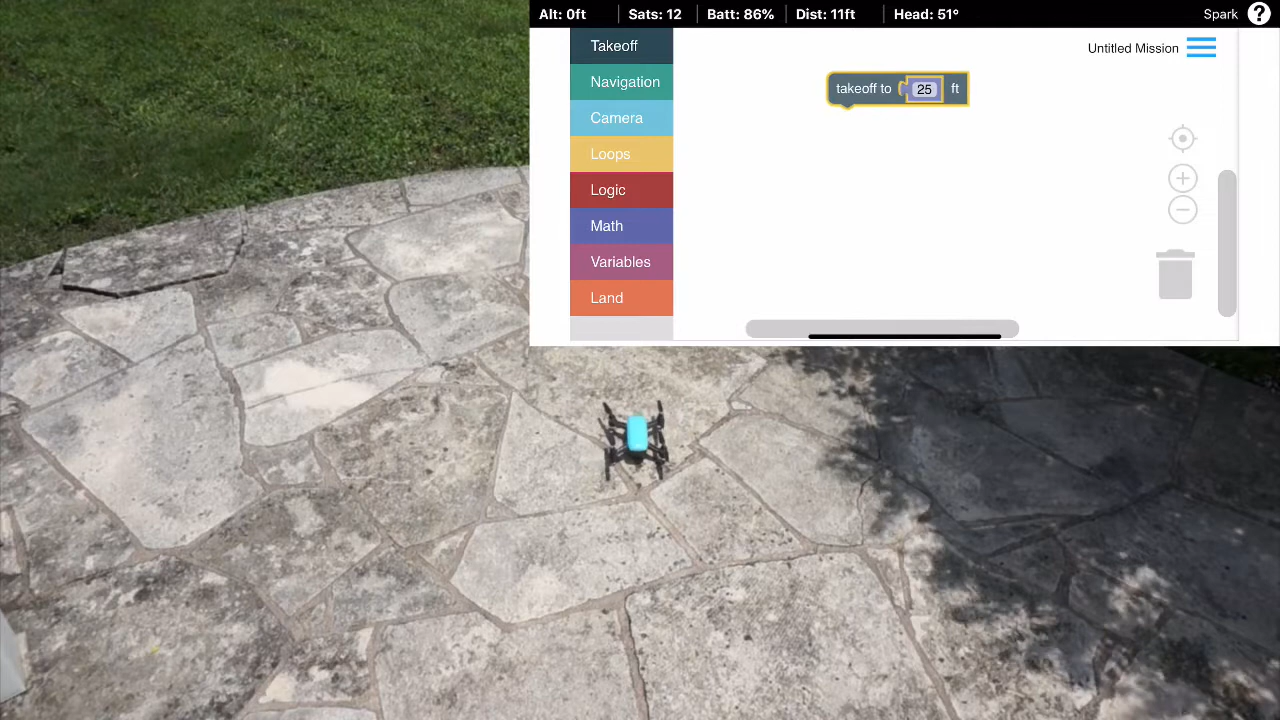 Alt: 0ft Sats: 12 Batt: 86% Dist: 11ft Head: 51° Spark ?
Takeoff
Untitled Mission
Navigation
takeoff to 25 ft
Camera
Loops
Logic
Math
Variables
Land